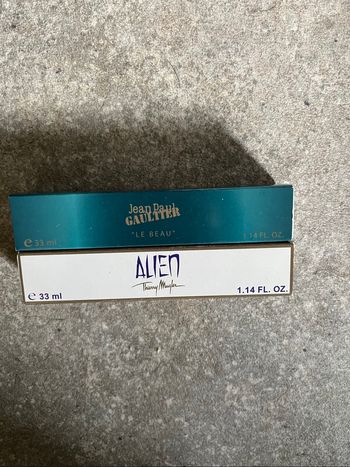 Jean Paul
GAULTIER
"LE BEAU"
e 33 ml
1.14 FL. OZ.
ALIEN
Thierry Mugler
e 33 ml
1.14 FL. OZ.